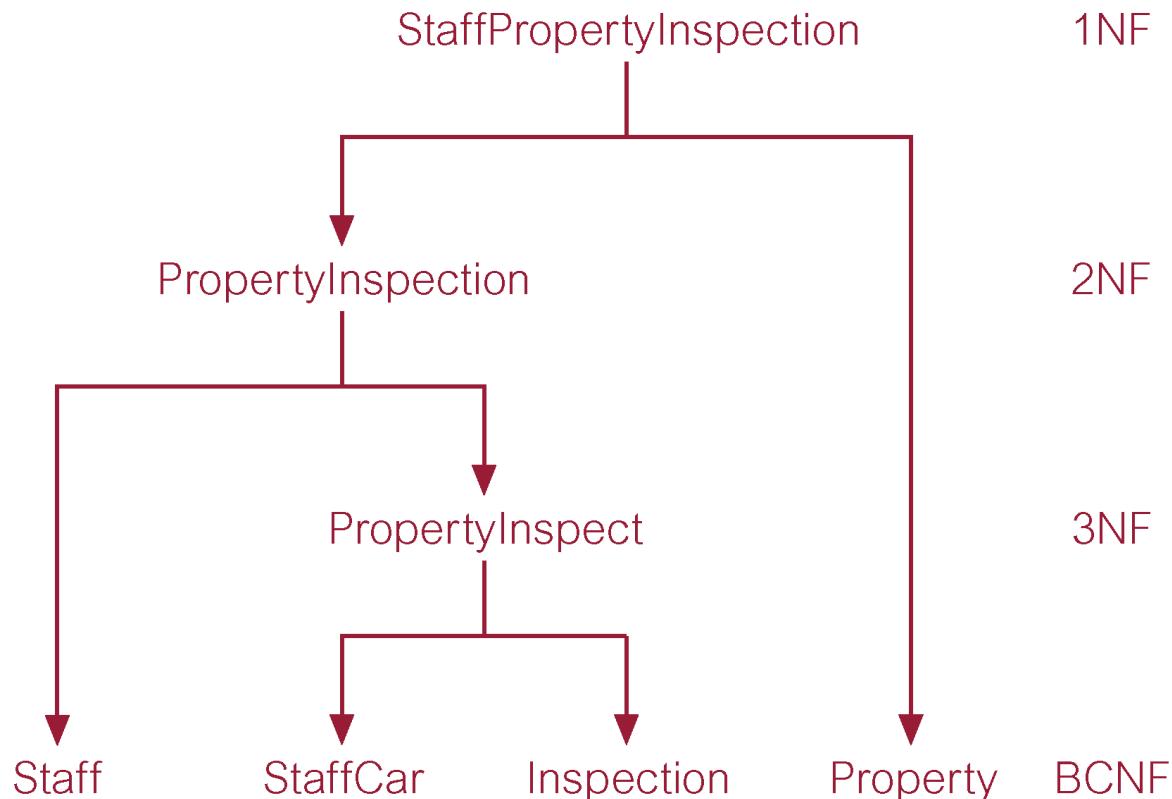 StaffPropertyInspection 1NF
PropertyInspection 2NF
PropertyInspect 3NF
Staff StaffCar Inspection Property BCNF